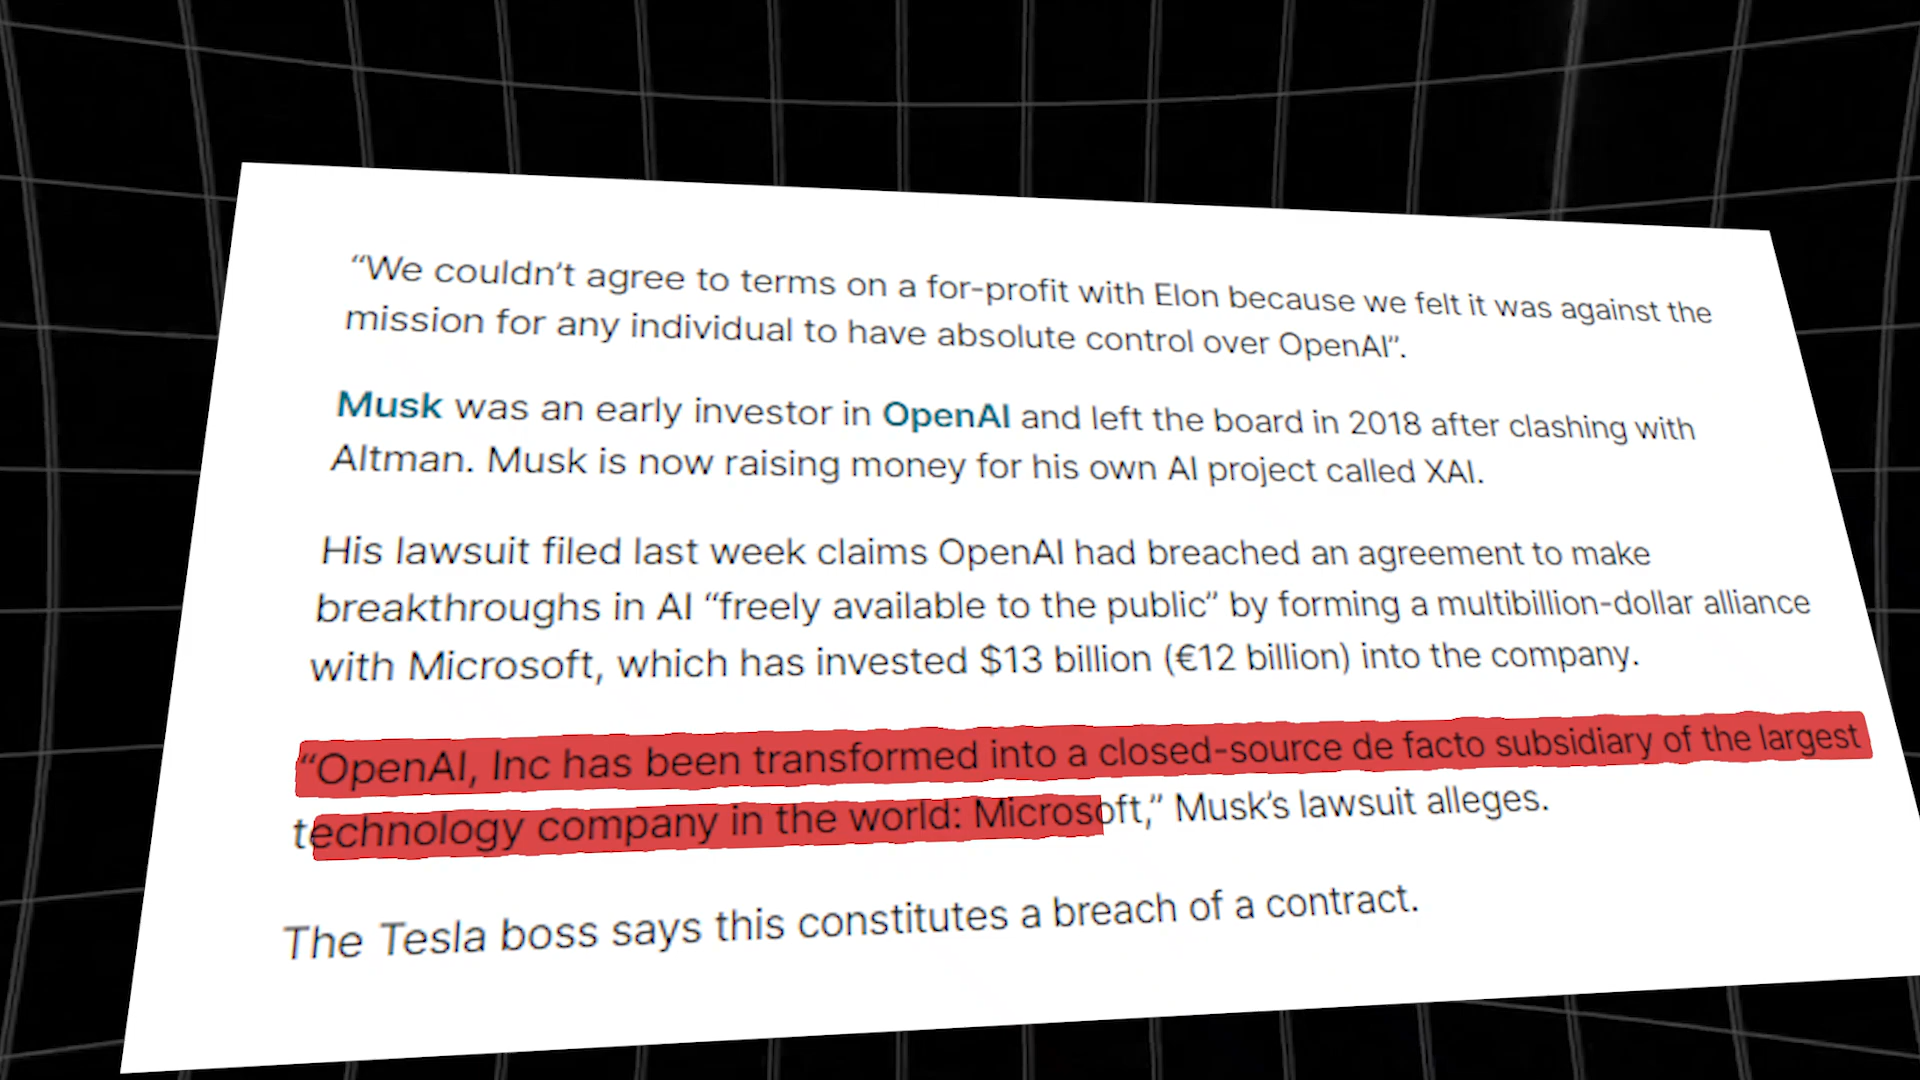 “We couldn’t agree to terms on a for-profit with Elon because we felt it was against the
mission for any individual to have absolute control over OpenAI”.
Musk was an early investor in OpenAI and left the board in 2018 after clashing with
Altman. Musk is now raising money for his own AI project called XAI.
His lawsuit filed last week claims OpenAI had breached an agreement to make
breakthroughs in AI “freely available to the public” by forming a multibillion-dollar alliance
with Microsoft, which has invested $13 billion (€12 billion) into the company.
“OpenAI, Inc has been transformed into a closed-source de facto subsidiary of the largest
technology company in the world: Microsoft,” Musk’s lawsuit alleges.
The Tesla boss says this constitutes a breach of a contract.